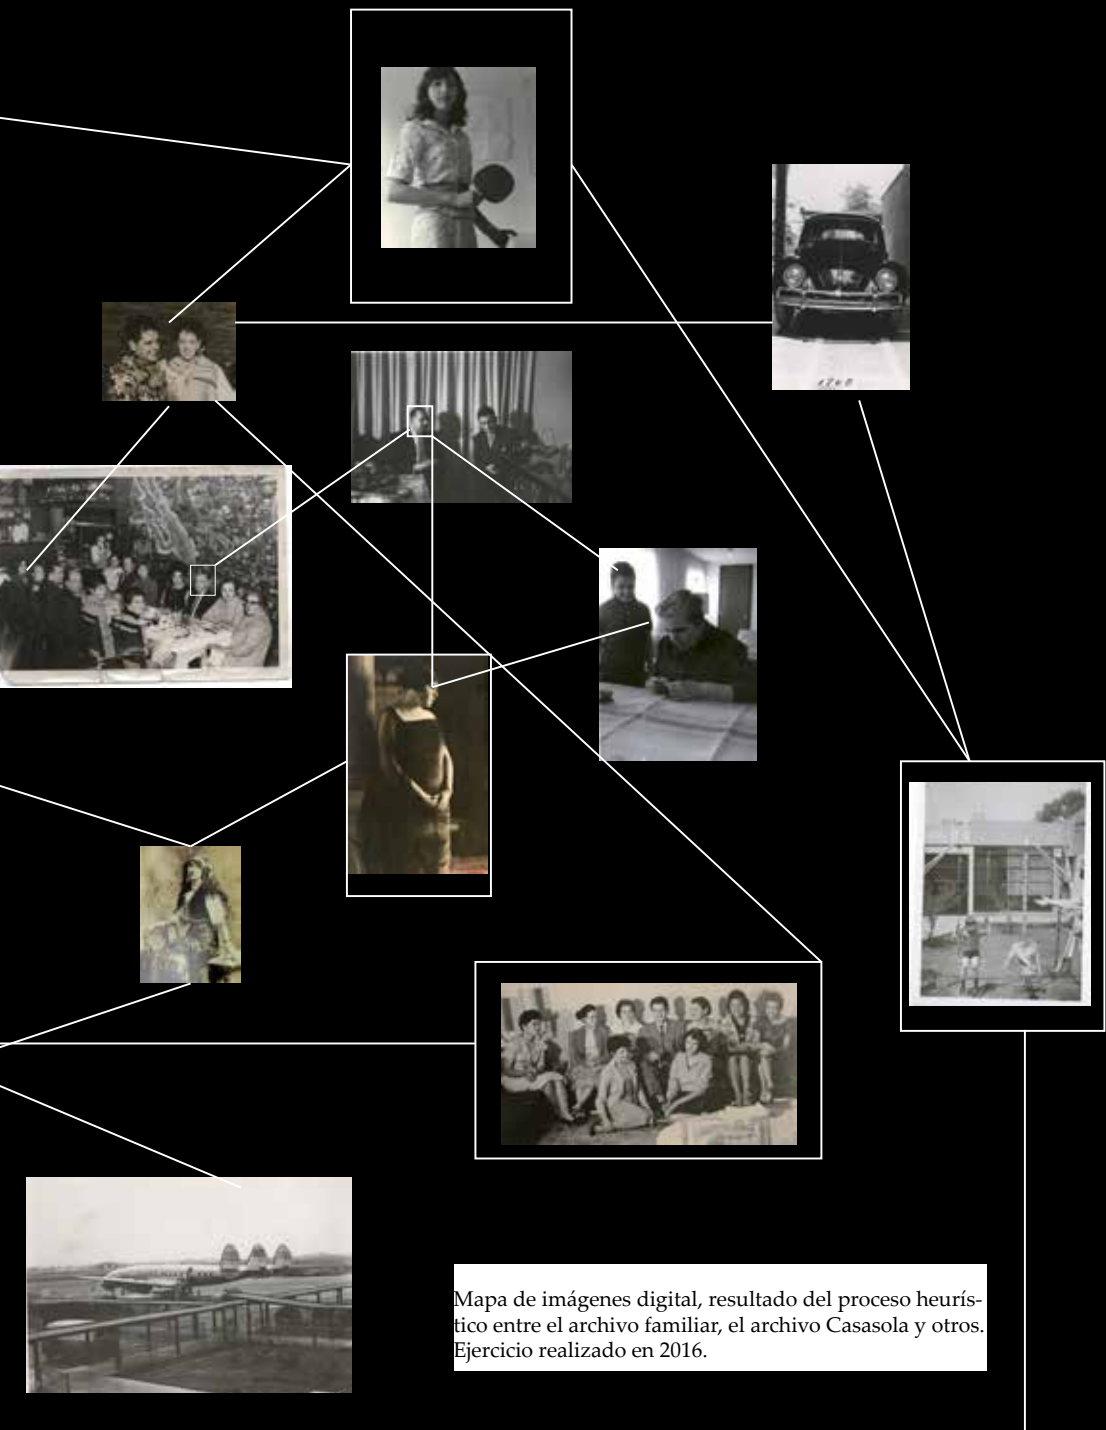 Mapa de imágenes digital, resultado del proceso heurís-
tico entre el archivo familiar, el archivo Casasola y otros.
Ejercicio realizado en 2016.